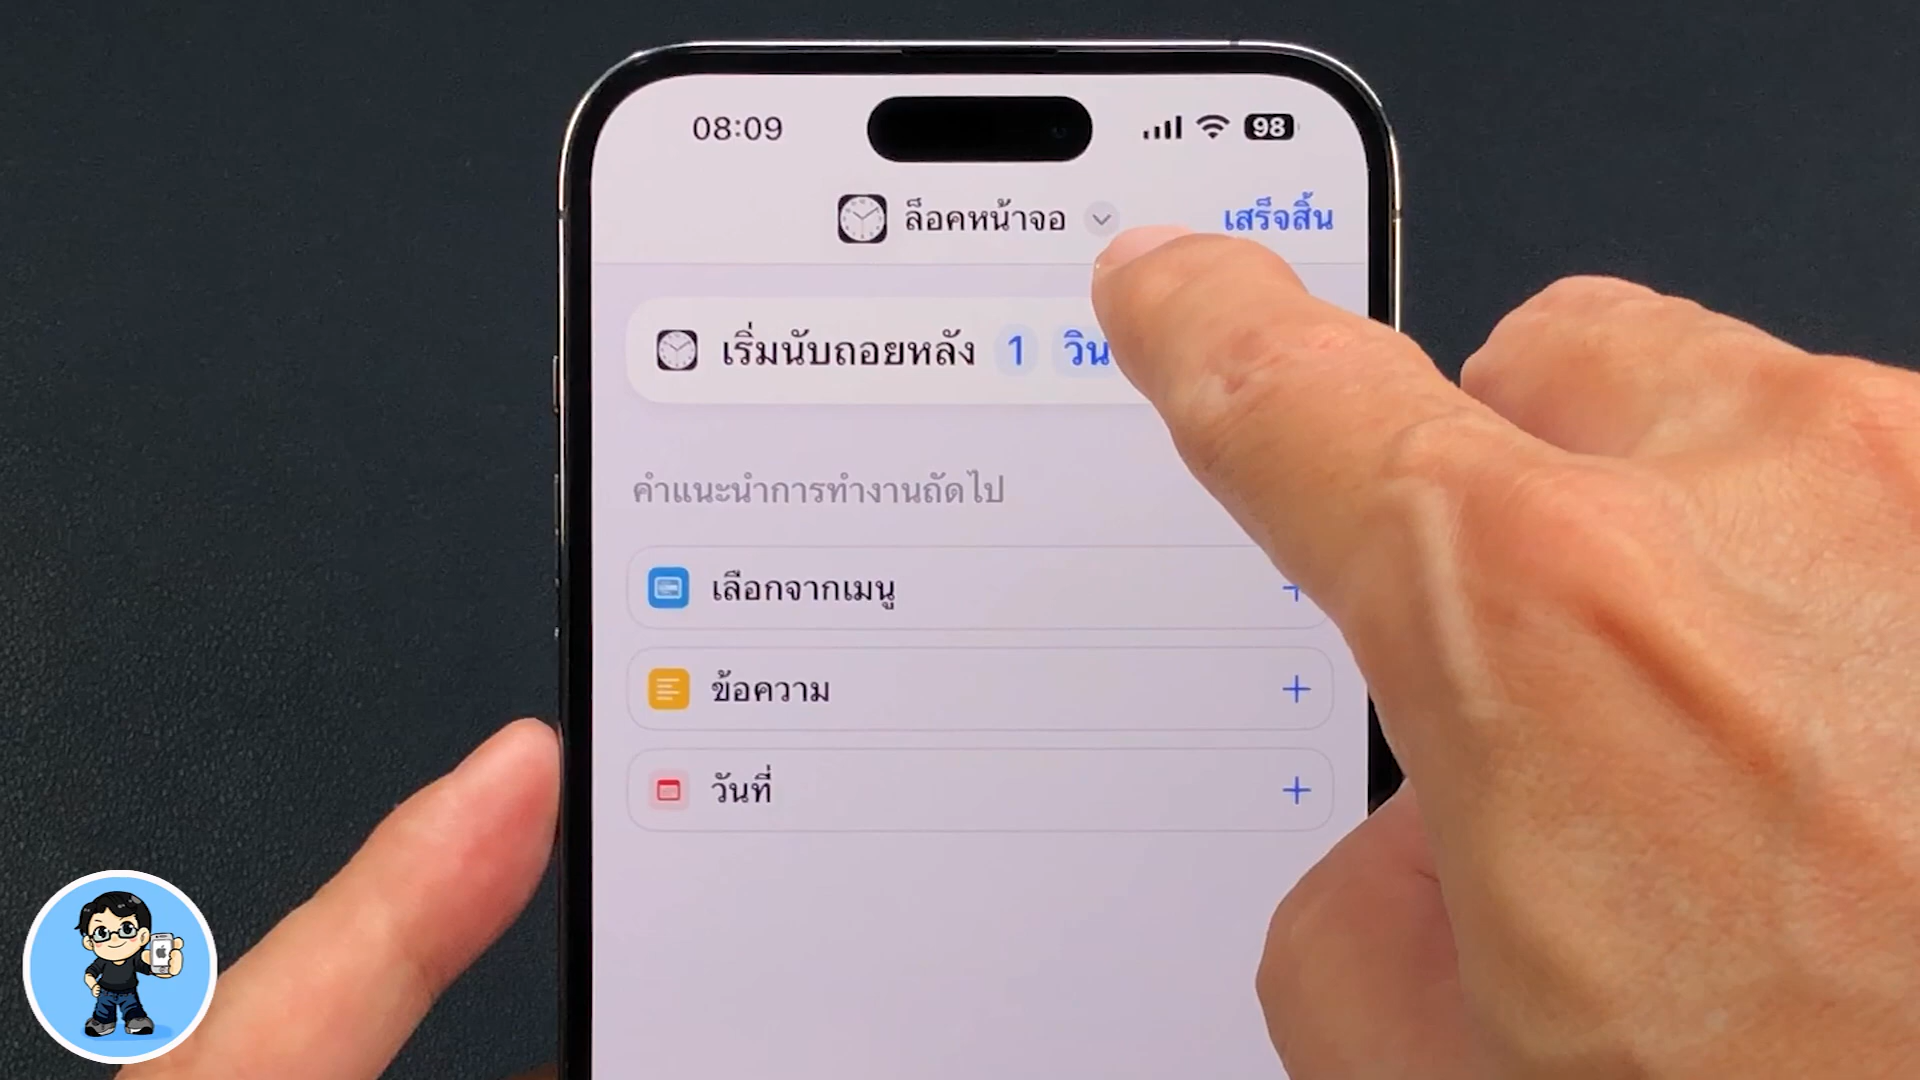 08:09
98
ล็อคหน้าจอ
เสร็จสิ้น
เริ่มนับถอยหลัง 1
คำแนะนำการทำงานถัดไป
เลือกจากเมนู
ข้อความ
วันที่